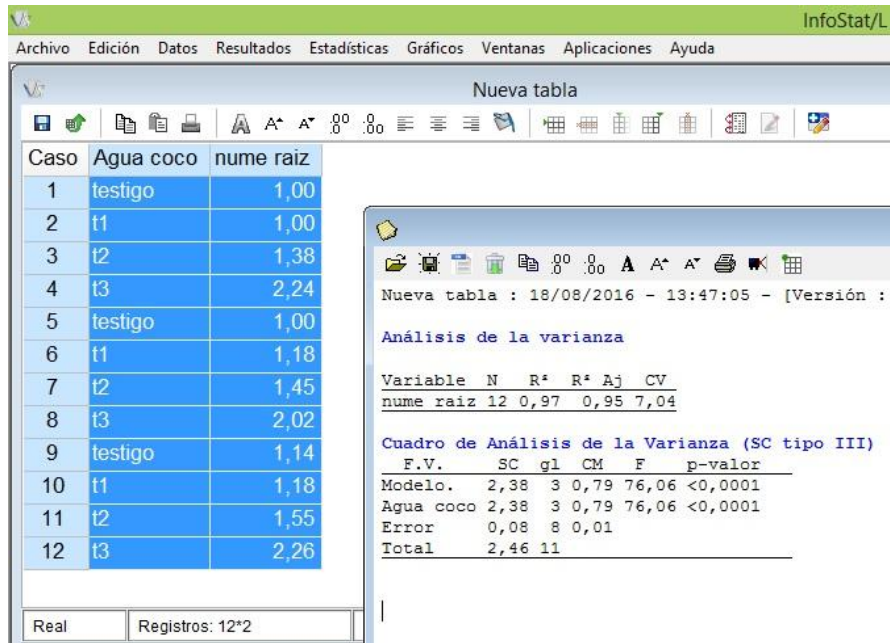 InfoStat/L
Archivo Edición Datos Resultados Estadísticas Gráficos Ventanas Aplicaciones Ayuda
Nueva tabla
Caso Agua coco nume raiz
1 testigo 1,00
2 t1 1,00
3 t2 1,38
4 t3 2,24
5 testigo 1,00
6 t1 1,18
7 t2 1,45
8 t3 2,02
9 testigo 1,14
10 t1 1,18
11 t2 1,55
12 t3 2,26
Real Registros: 12*2
Nueva tabla : 18/08/2016 - 13:47:05 - [Versión :
Análisis de la varianza
Variable N R² R² Aj CV
nume raiz 12 0,97 0,95 7,04
Cuadro de Análisis de la Varianza (SC tipo III)
F.V. SC gl CM F p-valor
Modelo. 2,38 3 0,79 76,06 <0,0001
Agua coco 2,38 3 0,79 76,06 <0,0001
Error 0,08 8 0,01
Total 2,46 11